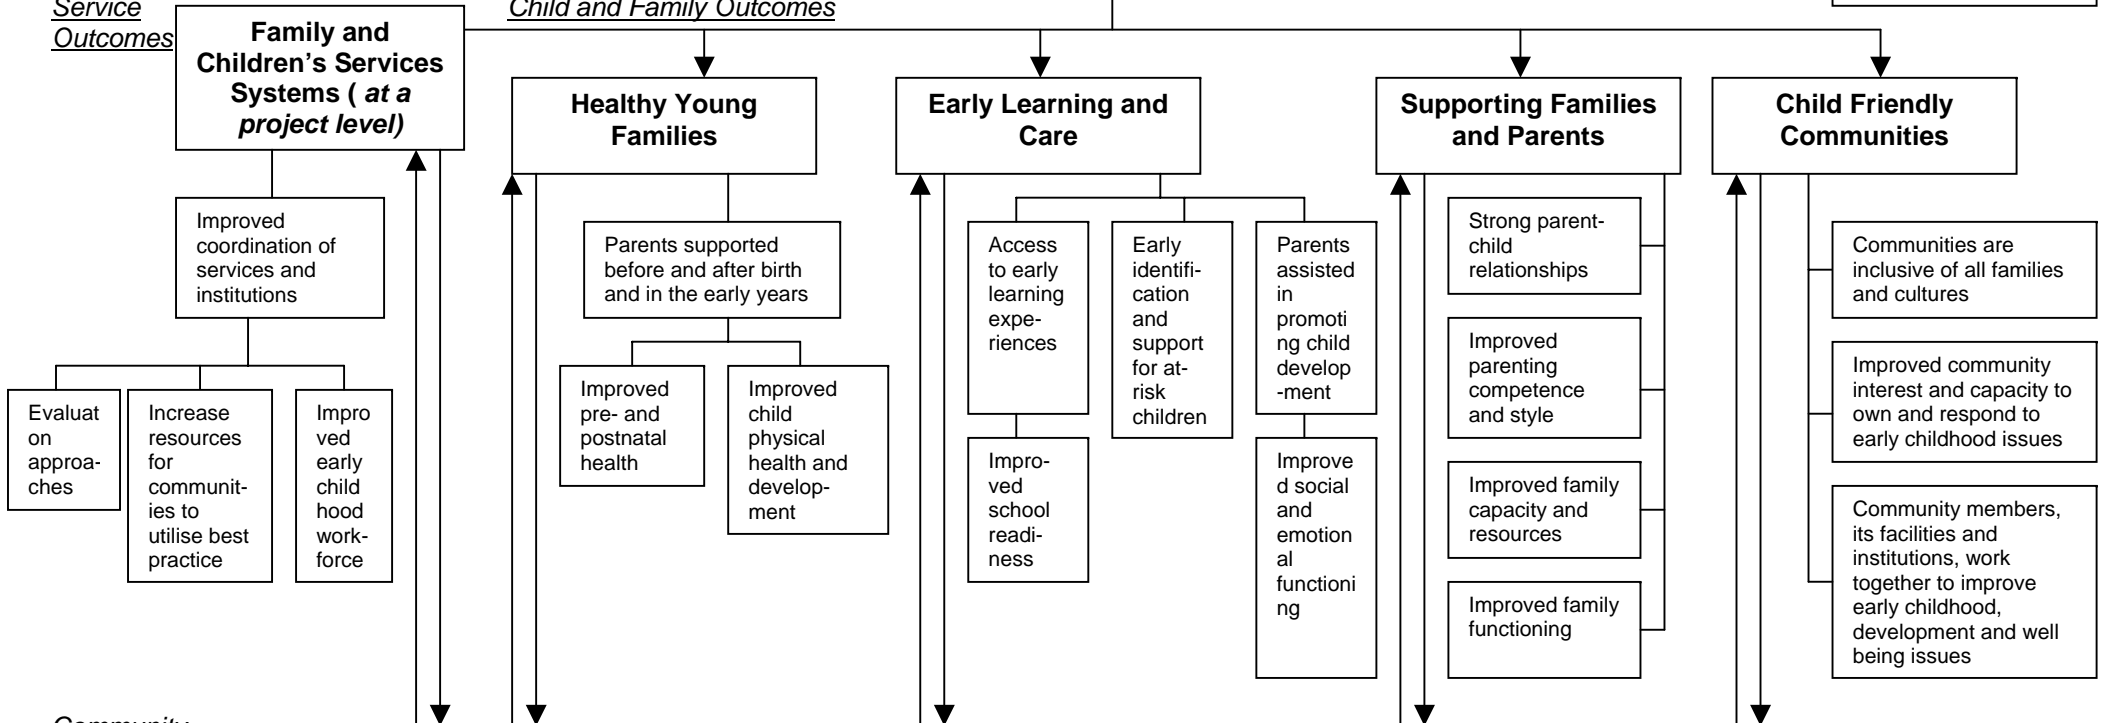 Service
Outcomes
Child and Family Outcomes
Family and
Children's Services
Systems ( at a
project level)
Healthy Young
Families
Early Learning and
Care
Supporting Families
and Parents
Child Friendly
Communities
Improved
coordination of
services and
institutions
Evaluat
on
approa-
ches
Increase
resources
for
communit-
ies to
utilise best
practice
Impro
ved
early
child
hood
work-
force
Parents supported
before and after birth
and in the early years
Improved
pre- and
postnatal
health
Improved
child
physical
health and
develop-
ment
Access
to early
learning
expe-
riences
Early
identifi-
cation
and
support
for at-
risk
children
Parents
assisted
in
promoti
ng child
develop
-ment
Impro-
ved
school
readi-
ness
Improve
d social
and
emotion
al
functioni
ng
Strong parent-
child
relationships
Improved
parenting
competence
and style
Improved family
capacity and
resources
Improved family
functioning
Communities are
inclusive of all families
and cultures
Improved community
interest and capacity to
own and respond to
early childhood issues
Community members,
its facilities and
institutions, work
together to improve
early childhood,
development and well
being issues
Community